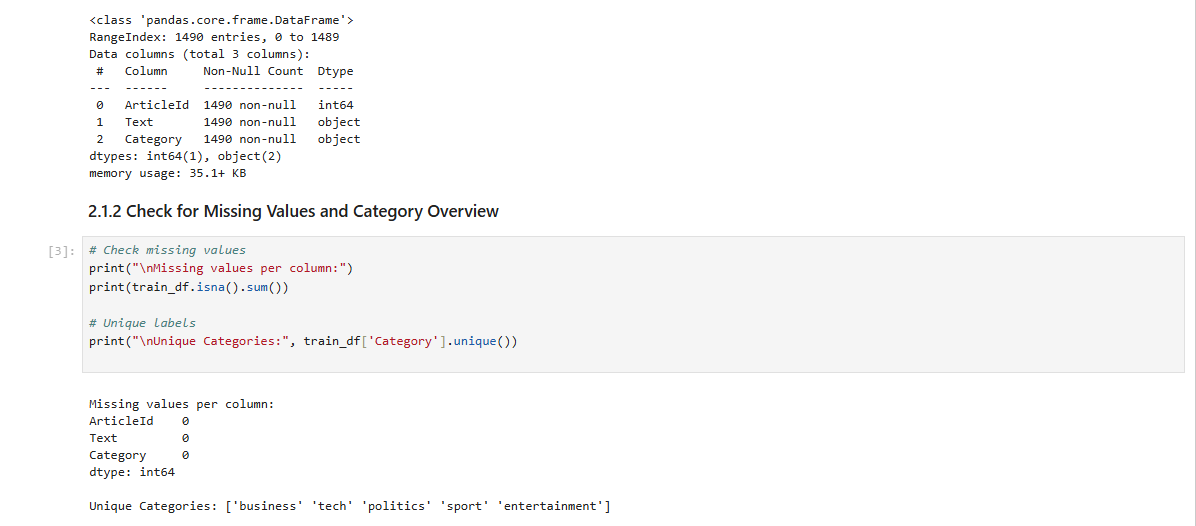 <class 'pandas.core.frame.DataFrame'>
RangeIndex: 1490 entries, 0 to 1489
Data columns (total 3 columns):
 #   Column     Non-Null Count  Dtype
---  ------     --------------  -----
 0   ArticleId  1490 non-null   int64
 1   Text       1490 non-null   object
 2   Category   1490 non-null   object
dtypes: int64(1), object(2)
memory usage: 35.1+ KB
2.1.2 Check for Missing Values and Category Overview
[3]: # Check missing values
print("\nMissing values per column:")
print(train_df.isna().sum())
# Unique labels
print("\nUnique Categories:", train_df['Category'].unique())
Missing values per column:
ArticleId    0
Text         0
Category     0
dtype: int64
Unique Categories: ['business' 'tech' 'politics' 'sport' 'entertainment']